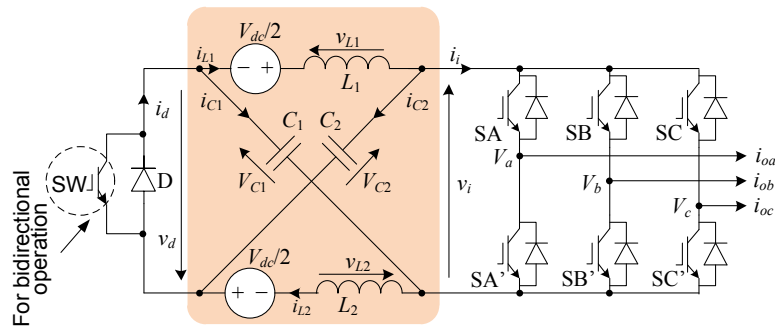 V_dc/2
v_L1
i_L1
L_1
i_i
i_d
i_C1
C_1
C_2
i_C2
SA
SB
SC
SW
D
V_C1
V_C2
v_i
V_a
V_b
V_c
i_oa
i_ob
i_oc
v_d
V_dc/2
v_L2
i_L2
L_2
SA'
SB'
SC'
For bidirectional
operation